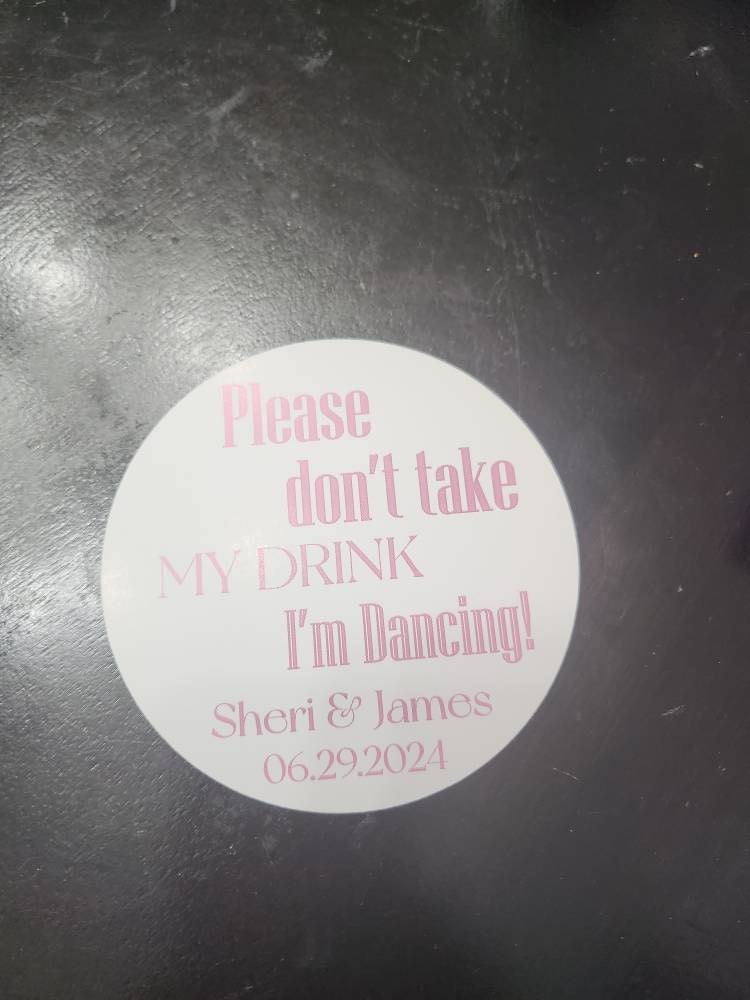 Please
don't take
MY DRINK
I'm Dancing!
Sheri & James
06.29.2024